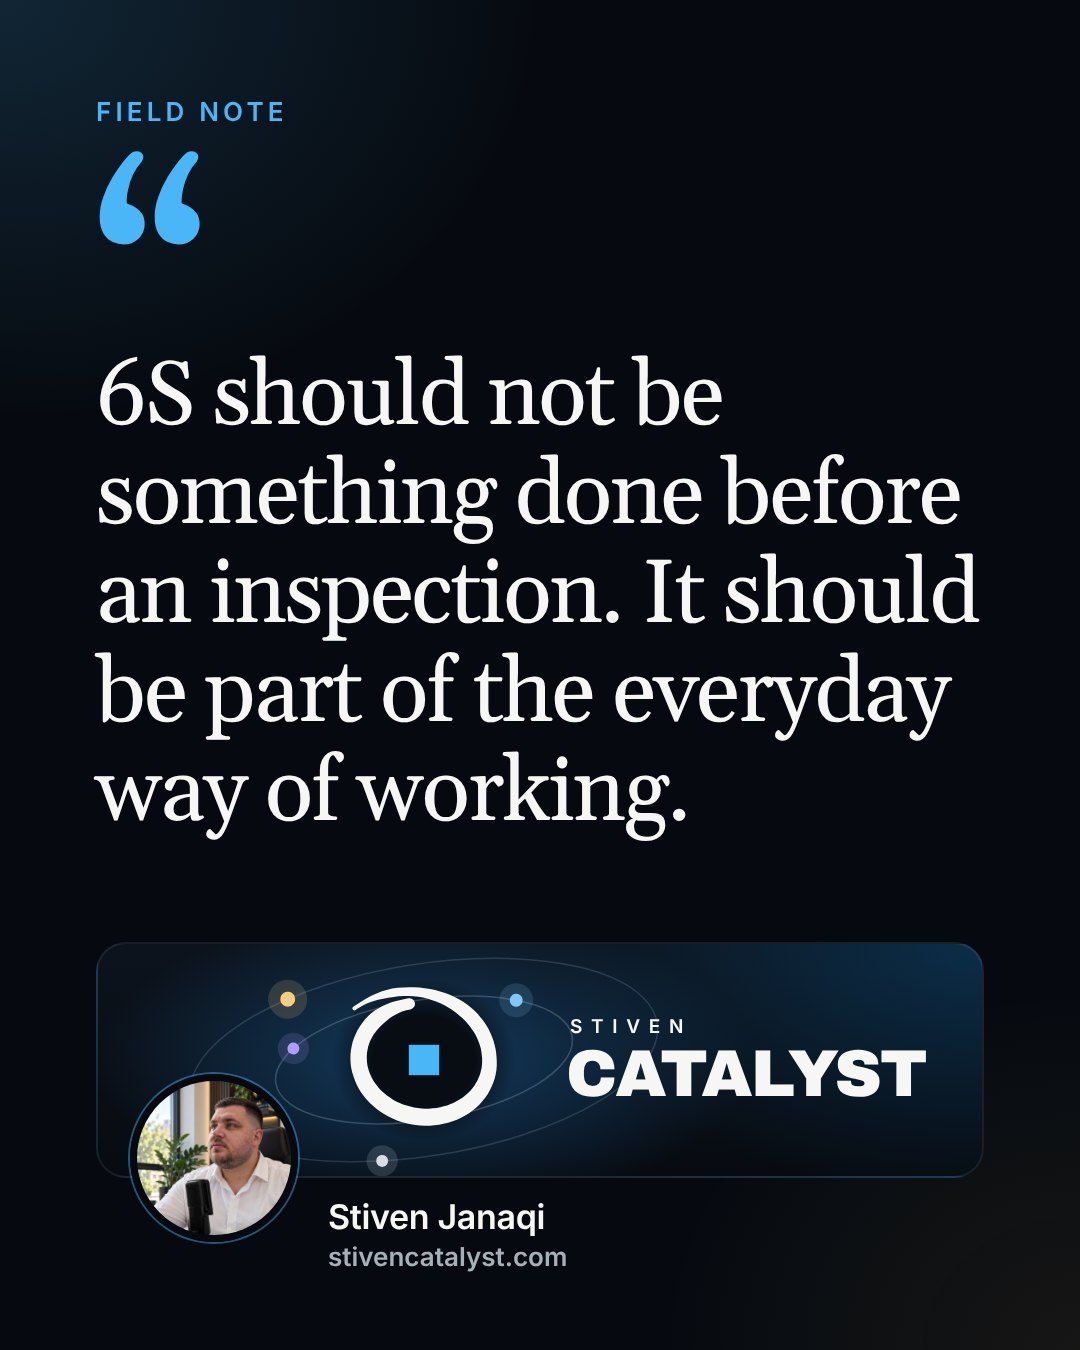 FIELD NOTE
“
6S should not be
something done before
an inspection. It should
be part of the everyday
way of working.
STIVEN
CATALYST
Stiven Janaqi
stivencatalyst.com